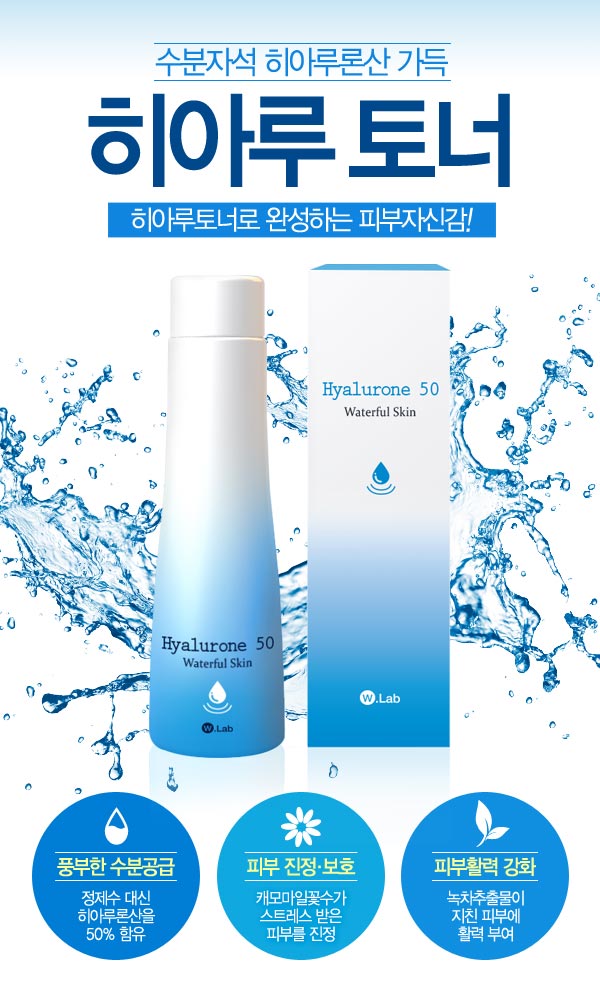 수분자석 히아루론산 가득
히아루 토너
히아루토너로 완성하는 피부자신감!
Hyalurone 50
Waterful Skin
W.Lab
Hyalurone 50
Waterful Skin
W.Lab
풍부한 수분공급
정제수 대신
히아루론산을
50% 함유
피부 진정·보호
캐모마일꽃수가
스트레스 받은
피부를 진정
피부활력 강화
녹차추출물이
지친 피부에
활력 부여